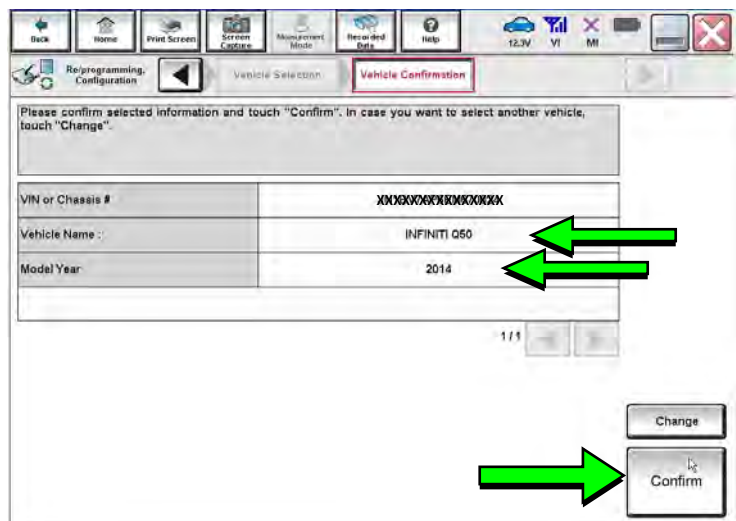 Back
Home
Print Screen
Screen Capture
Measurement Mode
Recorded Data
Help
12.3V
VI
MI
Re/programming, Configuration
Vehicle Selection
Vehicle Confirmation
Please confirm selected information and touch "Confirm". In case you want to select another vehicle,
touch "Change".
VIN or Chassis #
Vehicle Name :
INFINITI Q50
Model Year
2014
1/1
Change
Confirm